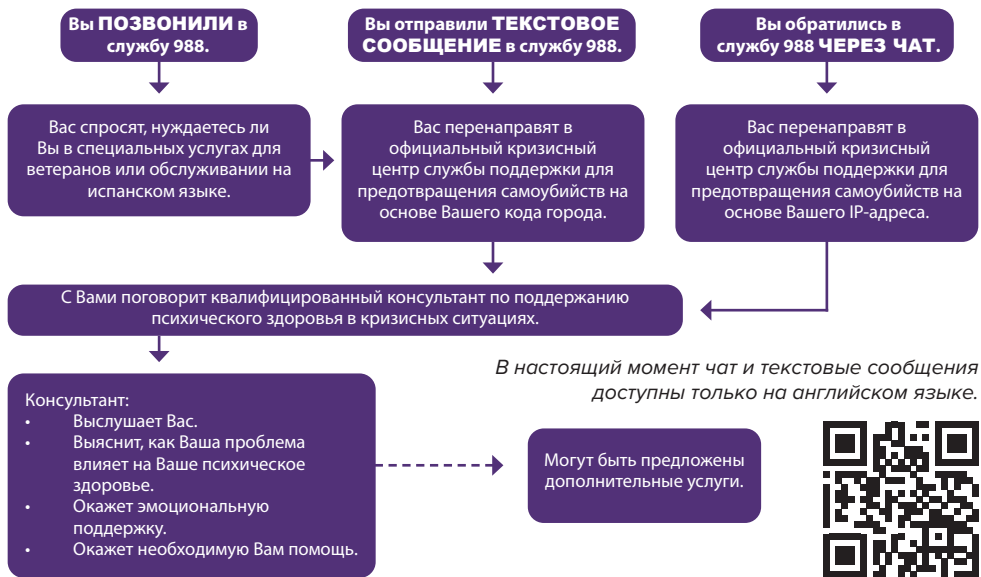 Вы ПОЗВОНИЛИ в
службу 988.
Вы отправили ТЕКСТОВОЕ
СООБЩЕНИЕ в службу 988.
Вы обратились в
службу 988 ЧЕРЕЗ ЧАТ.
Вас спросят, нуждаетесь ли
Вы в специальных услугах для
ветеранов или обслуживании на
испанском языке.
Вас перенаправят в
официальный кризисный
центр службы поддержки для
предотвращения самоубийств на
основе Вашего кода города.
Вас перенаправят в
официальный кризисный
центр службы поддержки для
предотвращения самоубийств на
основе Вашего IP-адреса.
С Вами поговорит квалифицированный консультант по поддержанию
психического здоровья в кризисных ситуациях.
В настоящий момент чат и текстовые сообщения
доступны только на английском языке.
Консультант:
• Выслушает Вас.
• Выяснит, как Ваша проблема
влияет на Ваше психическое
здоровье.
• Окажет эмоциональную
поддержку.
• Окажет необходимую Вам помощь.
Могут быть предложены
дополнительные услуги.